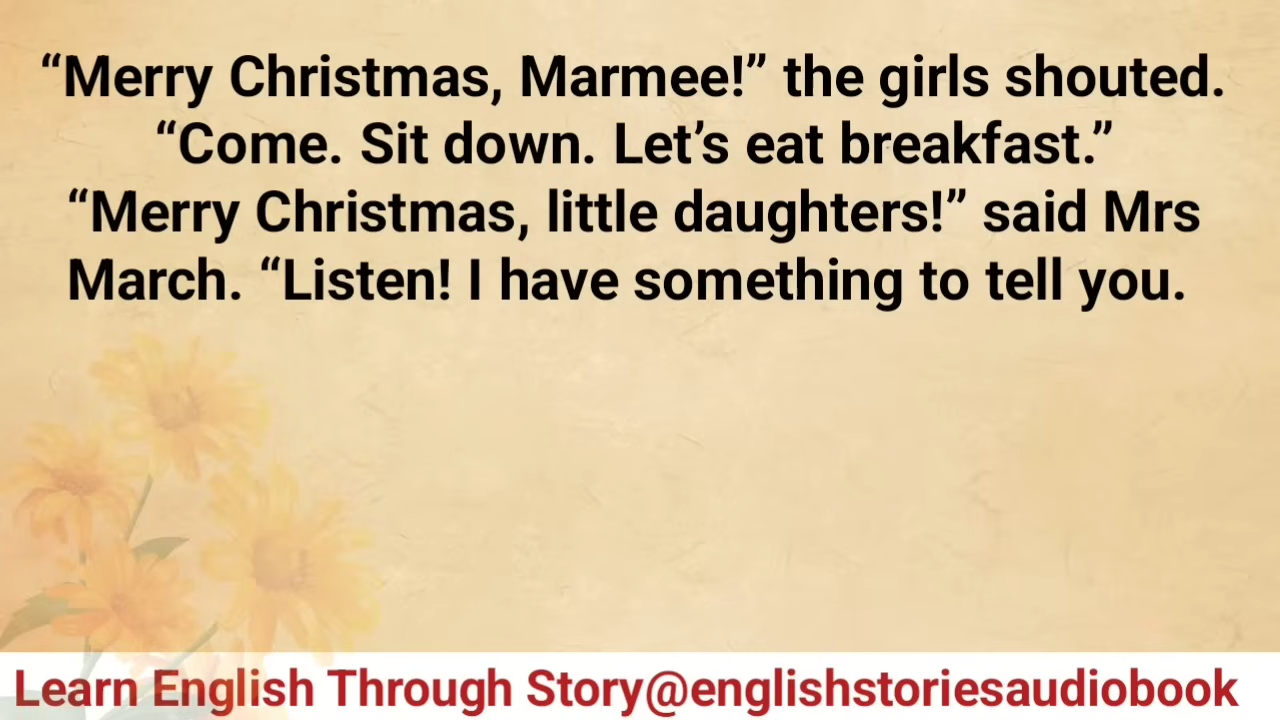 “Merry Christmas, Marmee!” the girls shouted.
“Come. Sit down. Let’s eat breakfast.”
“Merry Christmas, little daughters!” said Mrs
March. “Listen! I have something to tell you.
Learn English Through Story@englishstoriesaudiobook